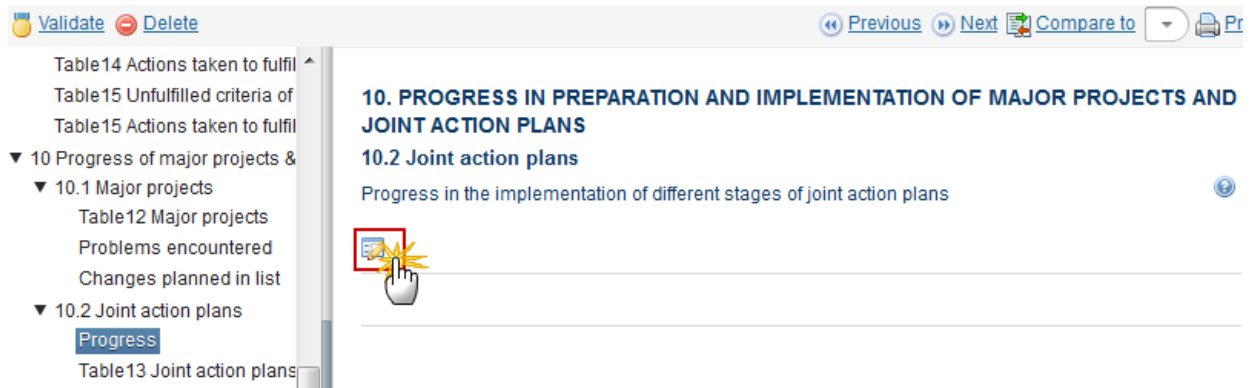 Validate Delete Previous Next Compare to Pr
Table14 Actions taken to fulfil
Table15 Unfulfilled criteria of
Table15 Actions taken to fulfil
▼ 10 Progress of major projects &
▼ 10.1 Major projects
Table12 Major projects
Problems encountered
Changes planned in list
▼ 10.2 Joint action plans
Progress
Table13 Joint action plans
10. PROGRESS IN PREPARATION AND IMPLEMENTATION OF MAJOR PROJECTS AND
JOINT ACTION PLANS
10.2 Joint action plans
Progress in the implementation of different stages of joint action plans